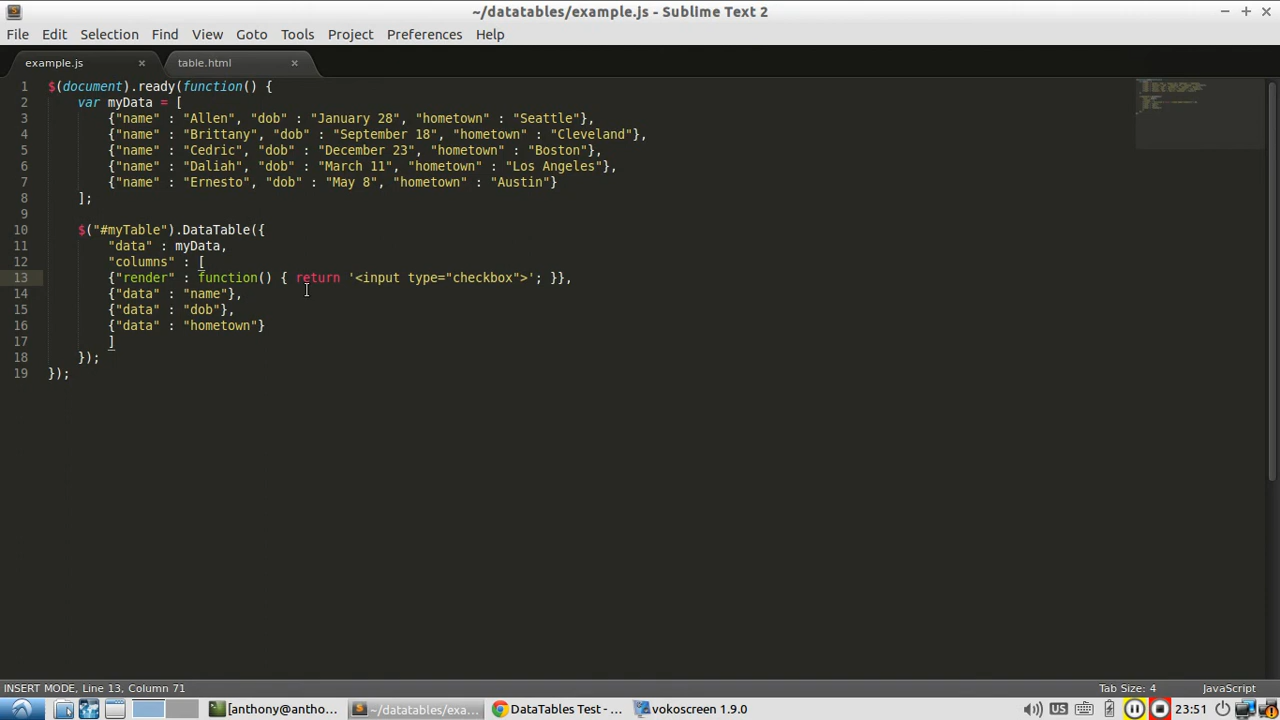 ~/datatables/example.js - Sublime Text 2
File Edit Selection Find View Goto Tools Project Preferences Help
example.js × table.html ×
1 $(document).ready(function() {
2 var myData = [
3 {"name" : "Allen", "dob" : "January 28", "hometown" : "Seattle"},
4 {"name" : "Brittany", "dob" : "September 18", "hometown" : "Cleveland"},
5 {"name" : "Cedric", "dob" : "December 23", "hometown" : "Boston"},
6 {"name" : "Daliah", "dob" : "March 11", "hometown" : "Los Angeles"},
7 {"name" : "Ernesto", "dob" : "May 8", "hometown" : "Austin"}
8 ];
9
10 $("#myTable").DataTable({
11 "data" : myData,
12 "columns" : [
13 {"render" : function() { return '<input type="checkbox">'; }},
14 {"data" : "name"},
15 {"data" : "dob"},
16 {"data" : "hometown"}
17 ]
18 });
19 });
INSERT MODE, Line 13, Column 71 Tab Size: 4 JavaScript
[anthony@antho... ~/datatables/exa... DataTables Test - ... vokoscreen 1.9.0 US 23:51